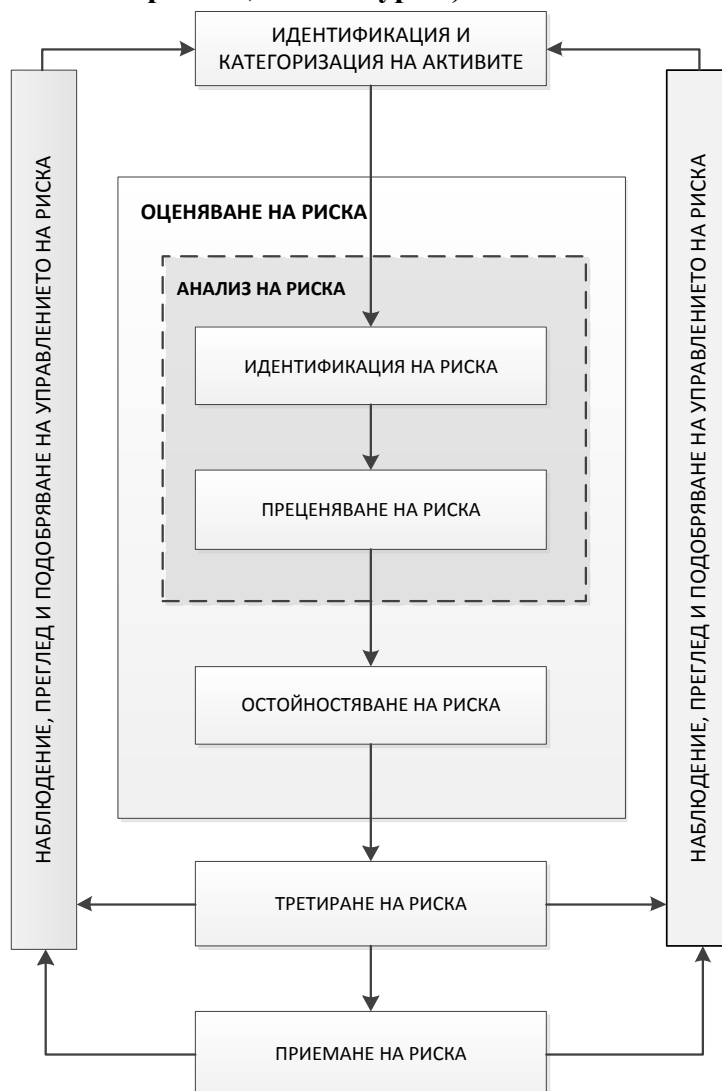 ИДЕНТИФИКАЦИЯ И
КАТЕГОРИЗАЦИЯ НА АКТИВИТЕ
НАБЛЮДЕНИЕ, ПРЕГЛЕД И ПОДОБРЯВАНЕ НА УПРАВЛЕНИЕТО НА РИСКА
ОЦЕНЯВАНЕ НА РИСКА
АНАЛИЗ НА РИСКА
ИДЕНТИФИКАЦИЯ НА РИСКА
ПРЕЦЕНЯВАНЕ НА РИСКА
ОСТОЙНОСТЯВАНЕ НА РИСКА
ТРЕТИРАНЕ НА РИСКА
ПРИЕМАНЕ НА РИСКА
НАБЛЮДЕНИЕ, ПРЕГЛЕД И ПОДОБРЯВАНЕ НА УПРАВЛЕНИЕТО НА РИСКА